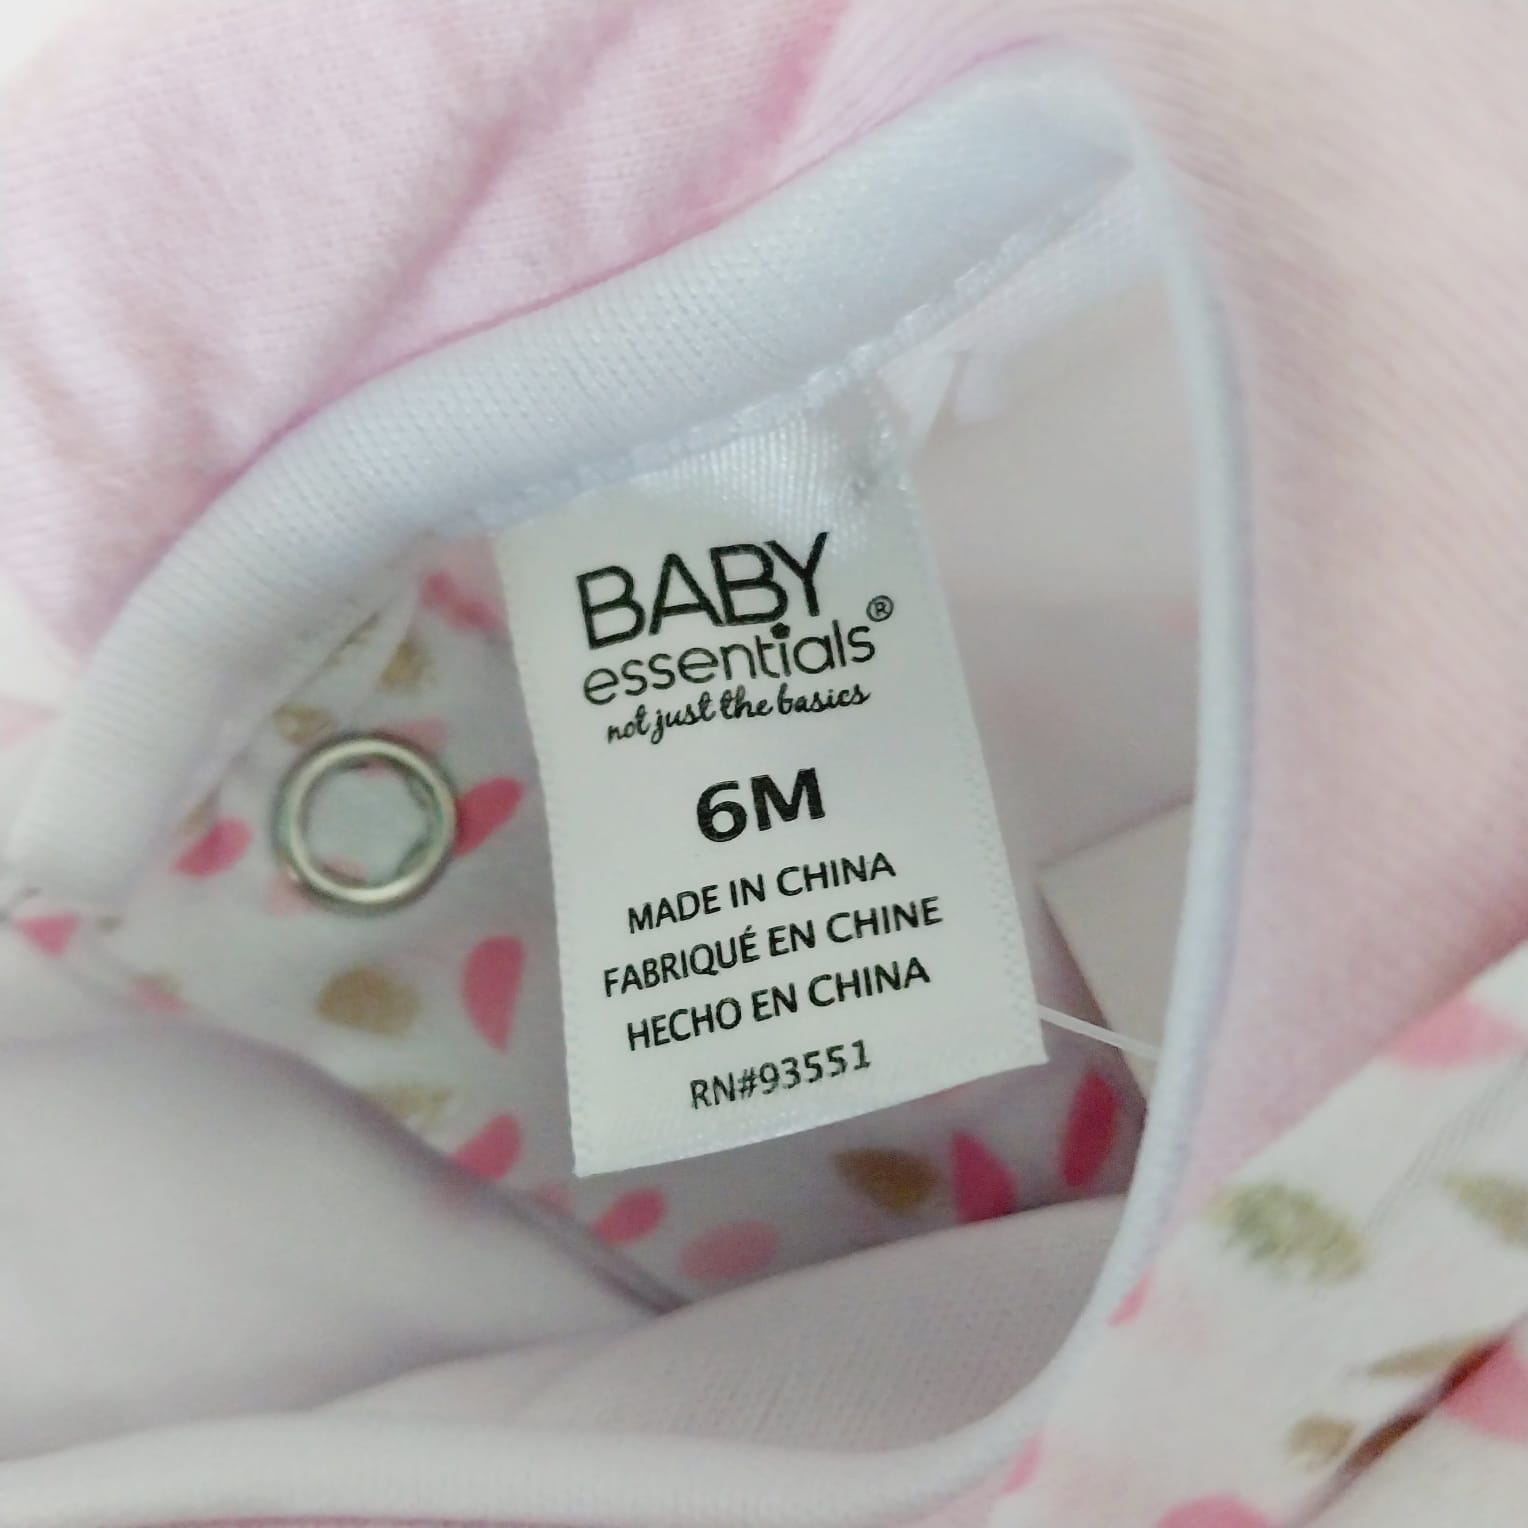 BABY
essentials®
not just the basics
6M
MADE IN CHINA
FABRIQUÉ EN CHINE
HECHO EN CHINA
RN#93551